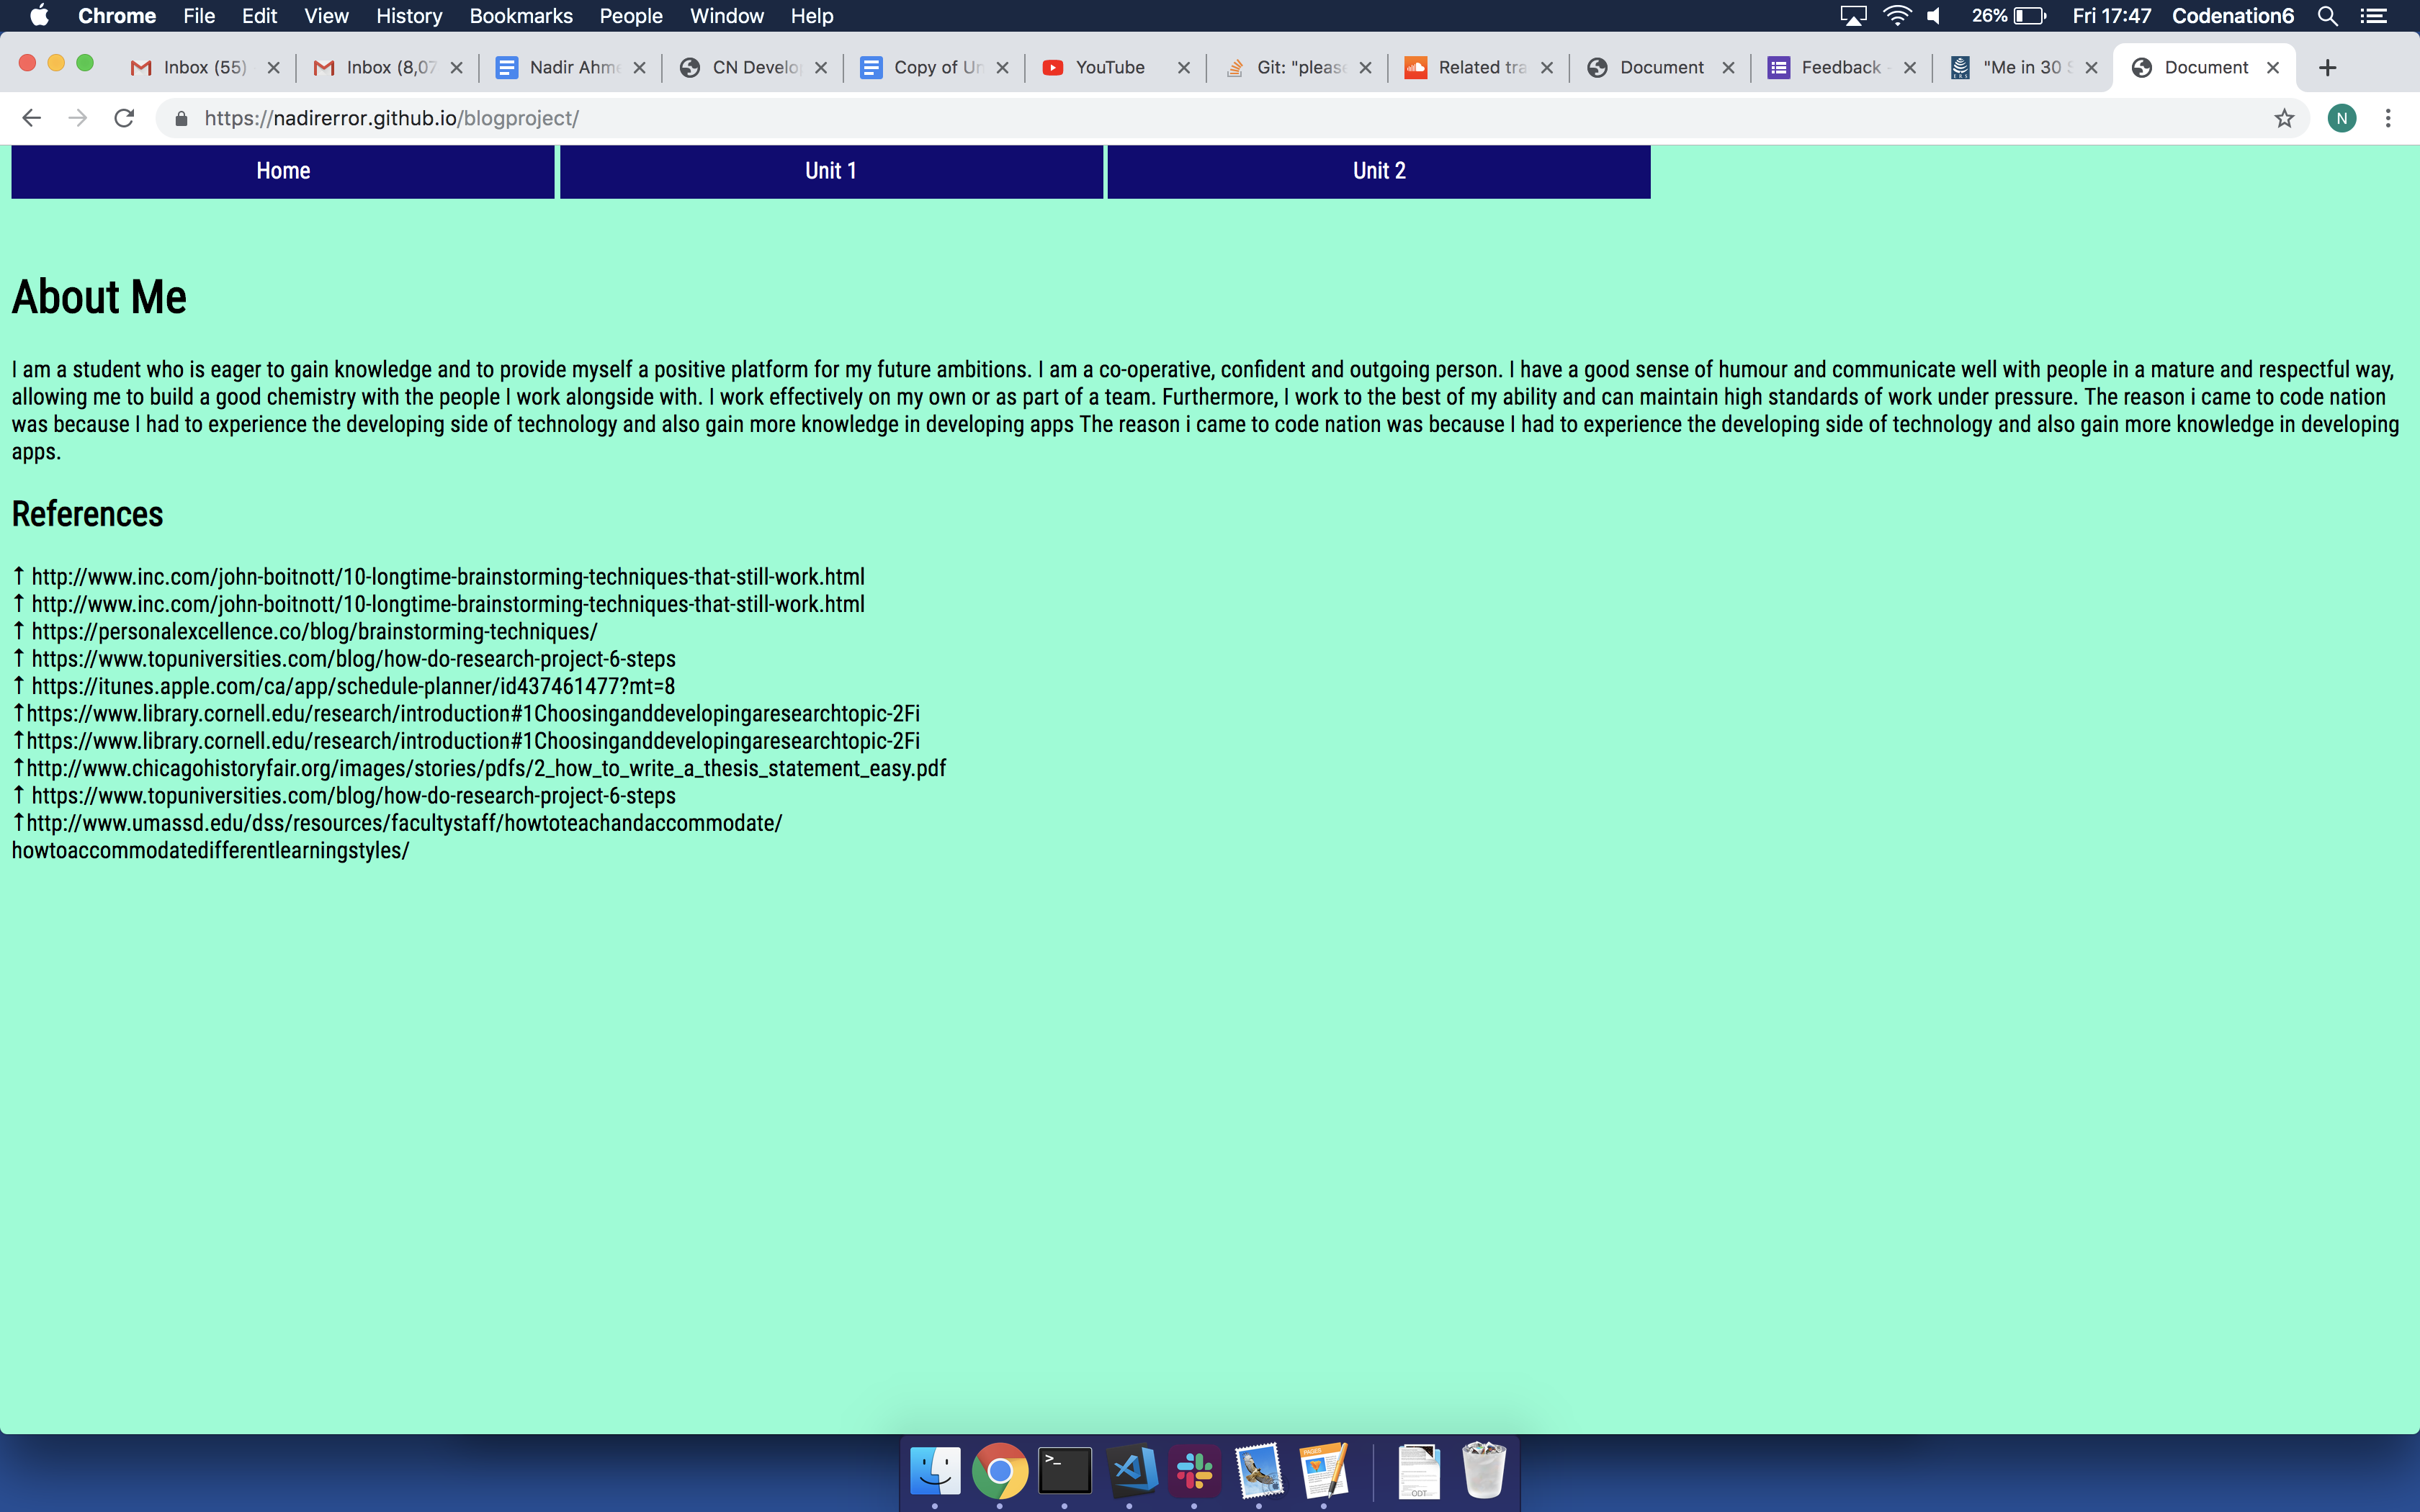 Chrome File Edit View History Bookmarks People Window Help 26% Fri 17:47 Codenation6
Inbox (55) Inbox (8,07 Nadir Ahm CN Develo Copy of Un YouTube Git: "pleas Related tra Document Feedback - "Me in 30 S Document
https://nadirerror.github.io/blogproject/ N
Home Unit 1 Unit 2
About Me
I am a student who is eager to gain knowledge and to provide myself a positive platform for my future ambitions. I am a co-operative, confident and outgoing person. I have a good sense of humour and communicate well with people in a mature and respectful way,
allowing me to build a good chemistry with the people I work alongside with. I work effectively on my own or as part of a team. Furthermore, I work to the best of my ability and can maintain high standards of work under pressure. The reason i came to code nation
was because I had to experience the developing side of technology and also gain more knowledge in developing apps The reason i came to code nation was because I had to experience the developing side of technology and also gain more knowledge in developing
apps.
References
↑ http://www.inc.com/john-boitnott/10-longtime-brainstorming-techniques-that-still-work.html
↑ http://www.inc.com/john-boitnott/10-longtime-brainstorming-techniques-that-still-work.html
↑ https://personalexcellence.co/blog/brainstorming-techniques/
↑ https://www.topuniversities.com/blog/how-do-research-project-6-steps
↑ https://itunes.apple.com/ca/app/schedule-planner/id437461477?mt=8
↑https://www.library.cornell.edu/research/introduction#1Choosinganddevelopingaresearchtopic-2Fi
↑https://www.library.cornell.edu/research/introduction#1Choosinganddevelopingaresearchtopic-2Fi
↑http://www.chicagohistoryfair.org/images/stories/pdfs/2_how_to_write_a_thesis_statement_easy.pdf
↑ https://www.topuniversities.com/blog/how-do-research-project-6-steps
↑http://www.umassd.edu/dss/resources/facultystaff/howtoteachandaccommodate/
howtoaccommodatedifferentlearningstyles/
PAGES
ODT